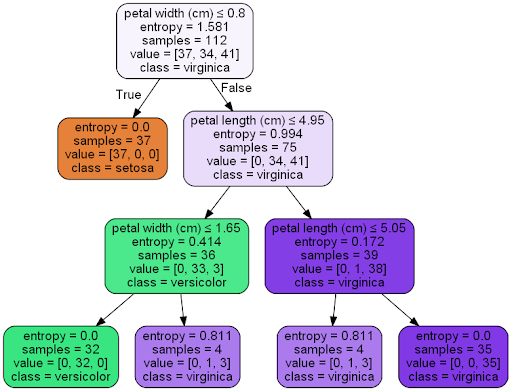 petal width (cm) ≤ 0.8
entropy = 1.581
samples = 112
value = [37, 34, 41]
class = virginica
True
False
entropy = 0.0
samples = 37
value = [37, 0, 0]
class = setosa
petal length (cm) ≤ 4.95
entropy = 0.994
samples = 75
value = [0, 34, 41]
class = virginica
petal width (cm) ≤ 1.65
entropy = 0.414
samples = 36
value = [0, 33, 3]
class = versicolor
petal length (cm) ≤ 5.05
entropy = 0.172
samples = 39
value = [0, 1, 38]
class = virginica
entropy = 0.0
samples = 32
value = [0, 32, 0]
class = versicolor
entropy = 0.811
samples = 4
value = [0, 1, 3]
class = virginica
entropy = 0.811
samples = 4
value = [0, 1, 3]
class = virginica
entropy = 0.0
samples = 35
value = [0, 0, 35]
class = virginica